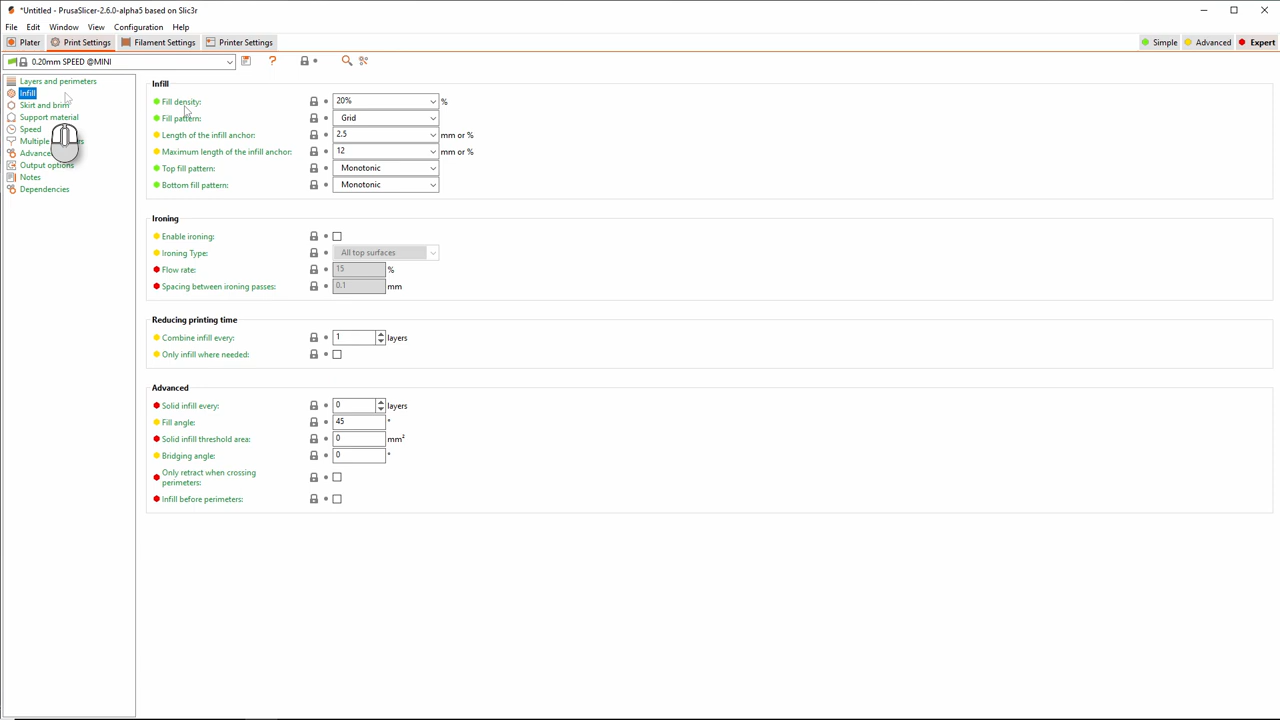 *Untitled - PrusaSlicer-2.6.0-alpha5 based on Slic3r
File Edit Window View Configuration Help
Plater Print Settings Filament Settings Printer Settings Simple Advanced Expert
0.20mm SPEED @MINI ?
Layers and perimeters
Infill
Skirt and brim
Support material
Speed
Multiple
Output options
Notes
Dependencies
Infill
Fill density: 20% %
Fill pattern: Grid
Length of the infill anchor: 2.5 mm or %
Maximum length of the infill anchor: 12 mm or %
Top fill pattern: Monotonic
Bottom fill pattern: Monotonic
Ironing
Enable ironing:
Ironing Type: All top surfaces
Flow rate: 15 %
Spacing between ironing passes: 0.1 mm
Reducing printing time
Combine infill every: 1 layers
Only infill where needed:
Advanced
Solid infill every: 0 layers
Fill angle: 45 °
Solid infill threshold area: 0 mm²
Bridging angle: 0 °
Only retract when crossing
perimeters:
Infill before perimeters: